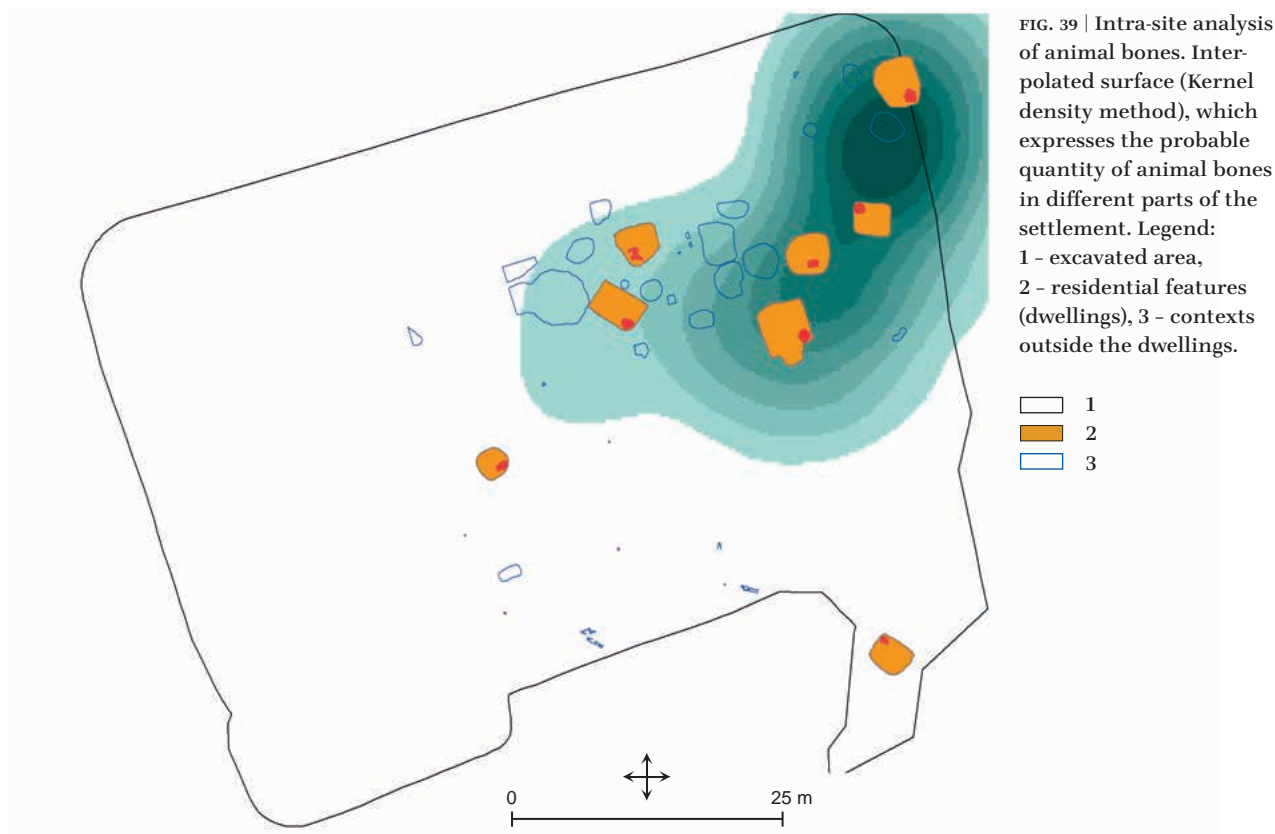 FIG. 39 | Intra-site analysis
of animal bones. Inter-
polated surface (Kernel
density method), which
expresses the probable
quantity of animal bones
in different parts of the
settlement. Legend:
1 – excavated area,
2 – residential features
(dwellings), 3 – contexts
outside the dwellings.
1
2
3
0 25 m